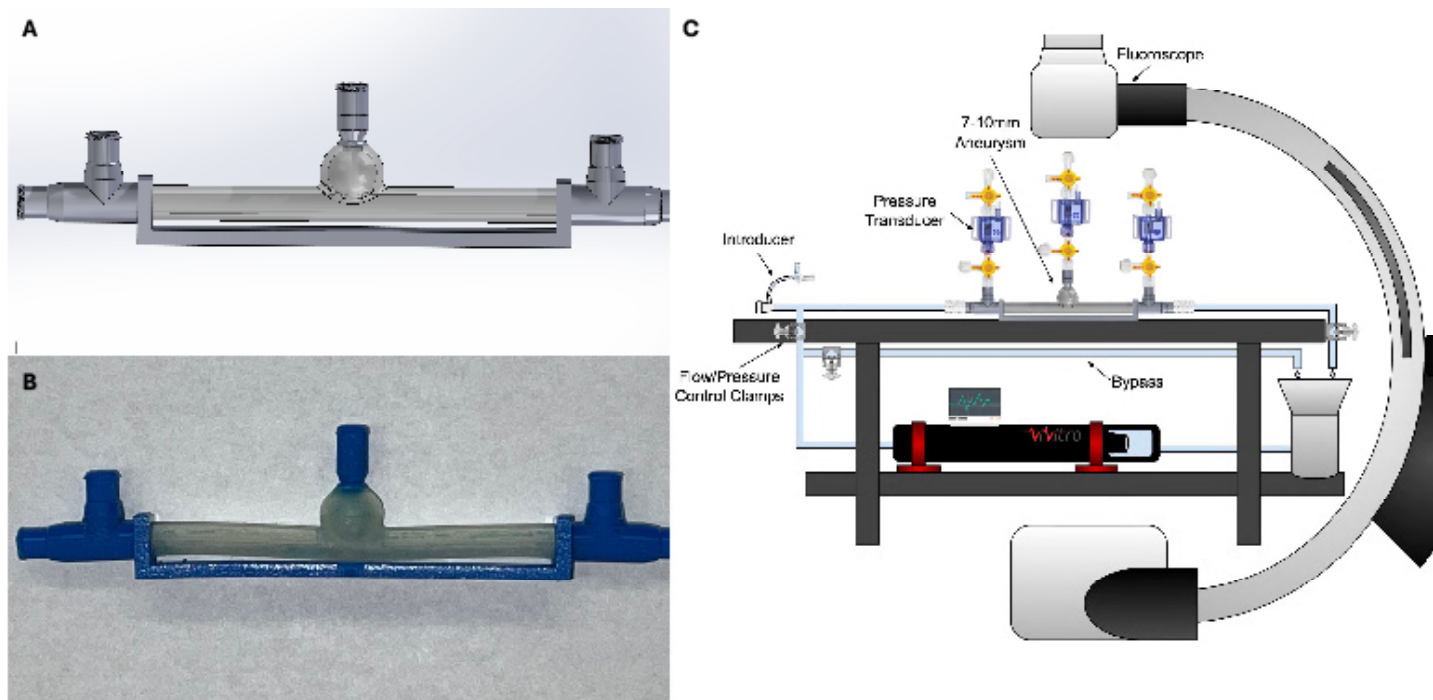 A
B
C
Fluoroscope
7-10mm
Aneurysm
Pressure
Transducer
Introducer
Flow/Pressure
Control Clamps
Bypass
ViVitro